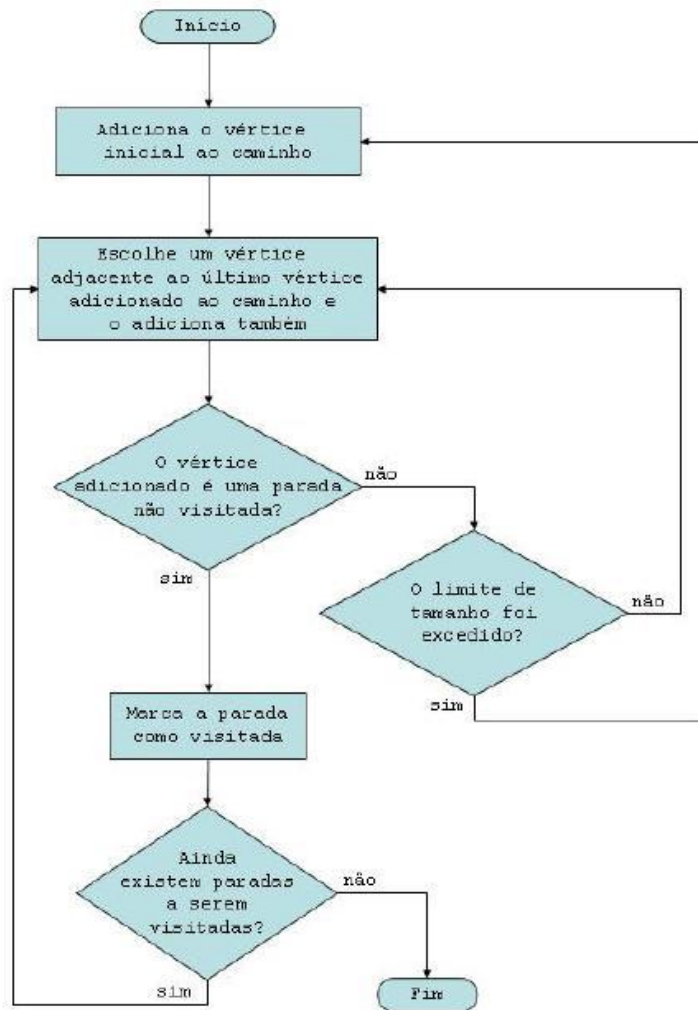 Início
Adiciona o vértice
inicial ao caminho
Escolhe um vértice
adjacente ao último vértice
adicionado ao caminho e
o adiciona também
O vértice
adicionado é uma parada
não visitada?
não
sim
O limite de
tamanho foi
excedido?
não
sim
Marca a parada
como visitada
Ainda
existem paradas
a serem
visitadas?
não
sim
Fim